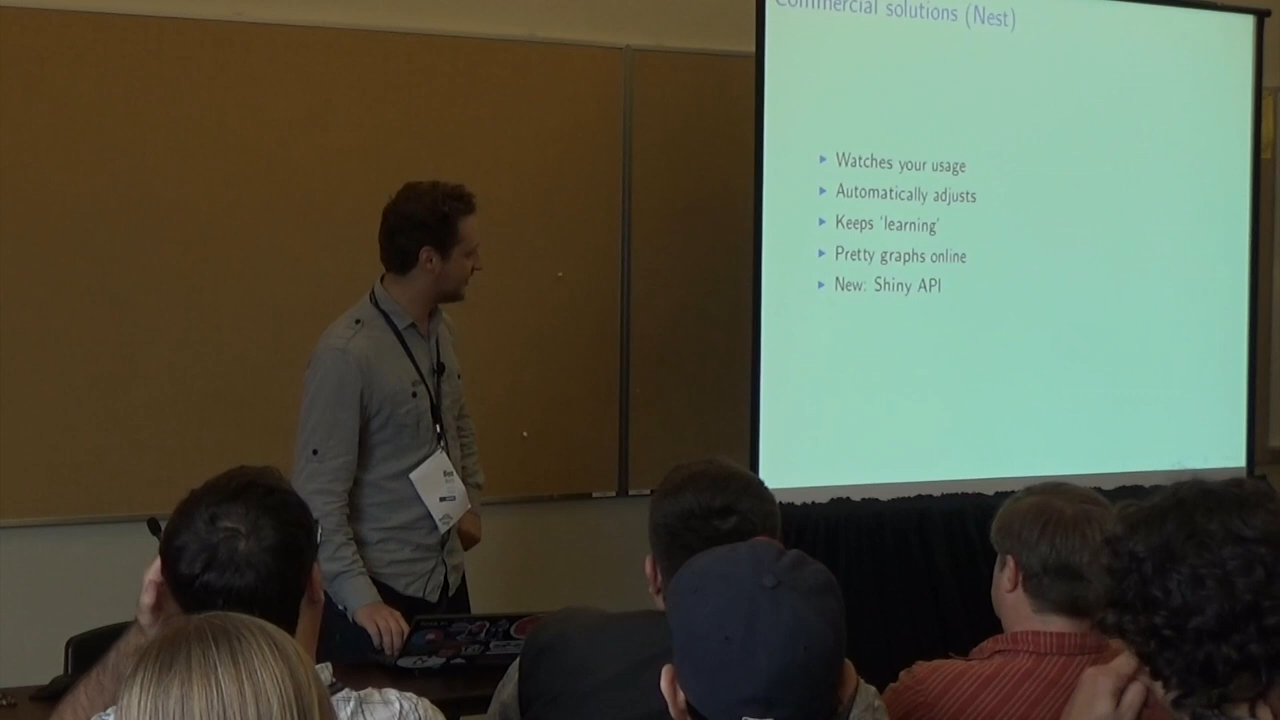 Commercial solutions (Nest)
Watches your usage
Automatically adjusts
Keeps 'learning'
Pretty graphs online
New: Shiny API